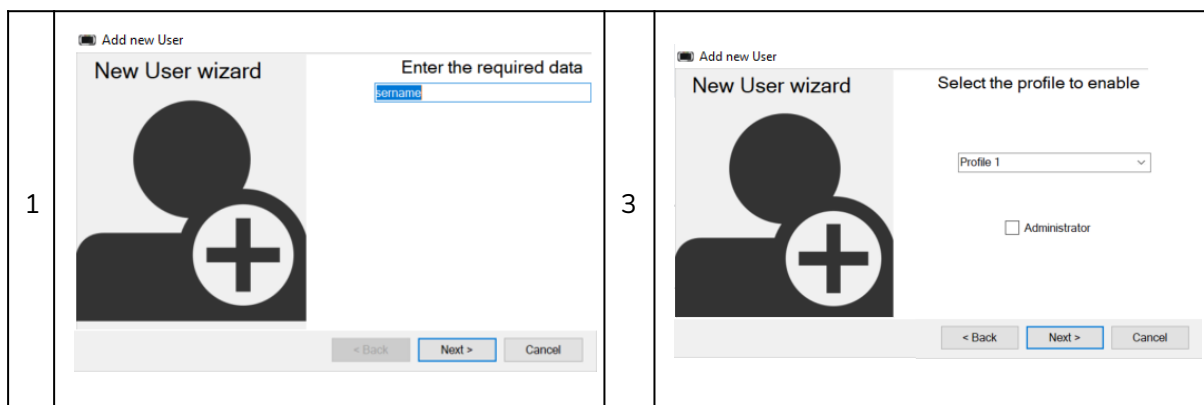 1
Add new User
New User wizard
Enter the required data
sername
< Back Next > Cancel
3
Add new User
New User wizard
Select the profile to enable
Profile 1
Administrator
< Back Next > Cancel